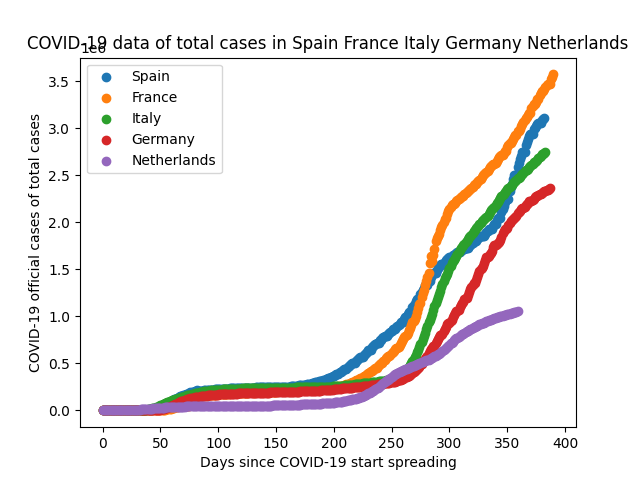 COVID-19 data of total cases in Spain France Italy Germany Netherlands
1e6
Spain
France
Italy
Germany
Netherlands
3.5
3.0
2.5
2.0
1.5
1.0
0.5
0.0
COVID-19 official cases of total cases
0 50 100 150 200 250 300 350 400
Days since COVID-19 start spreading